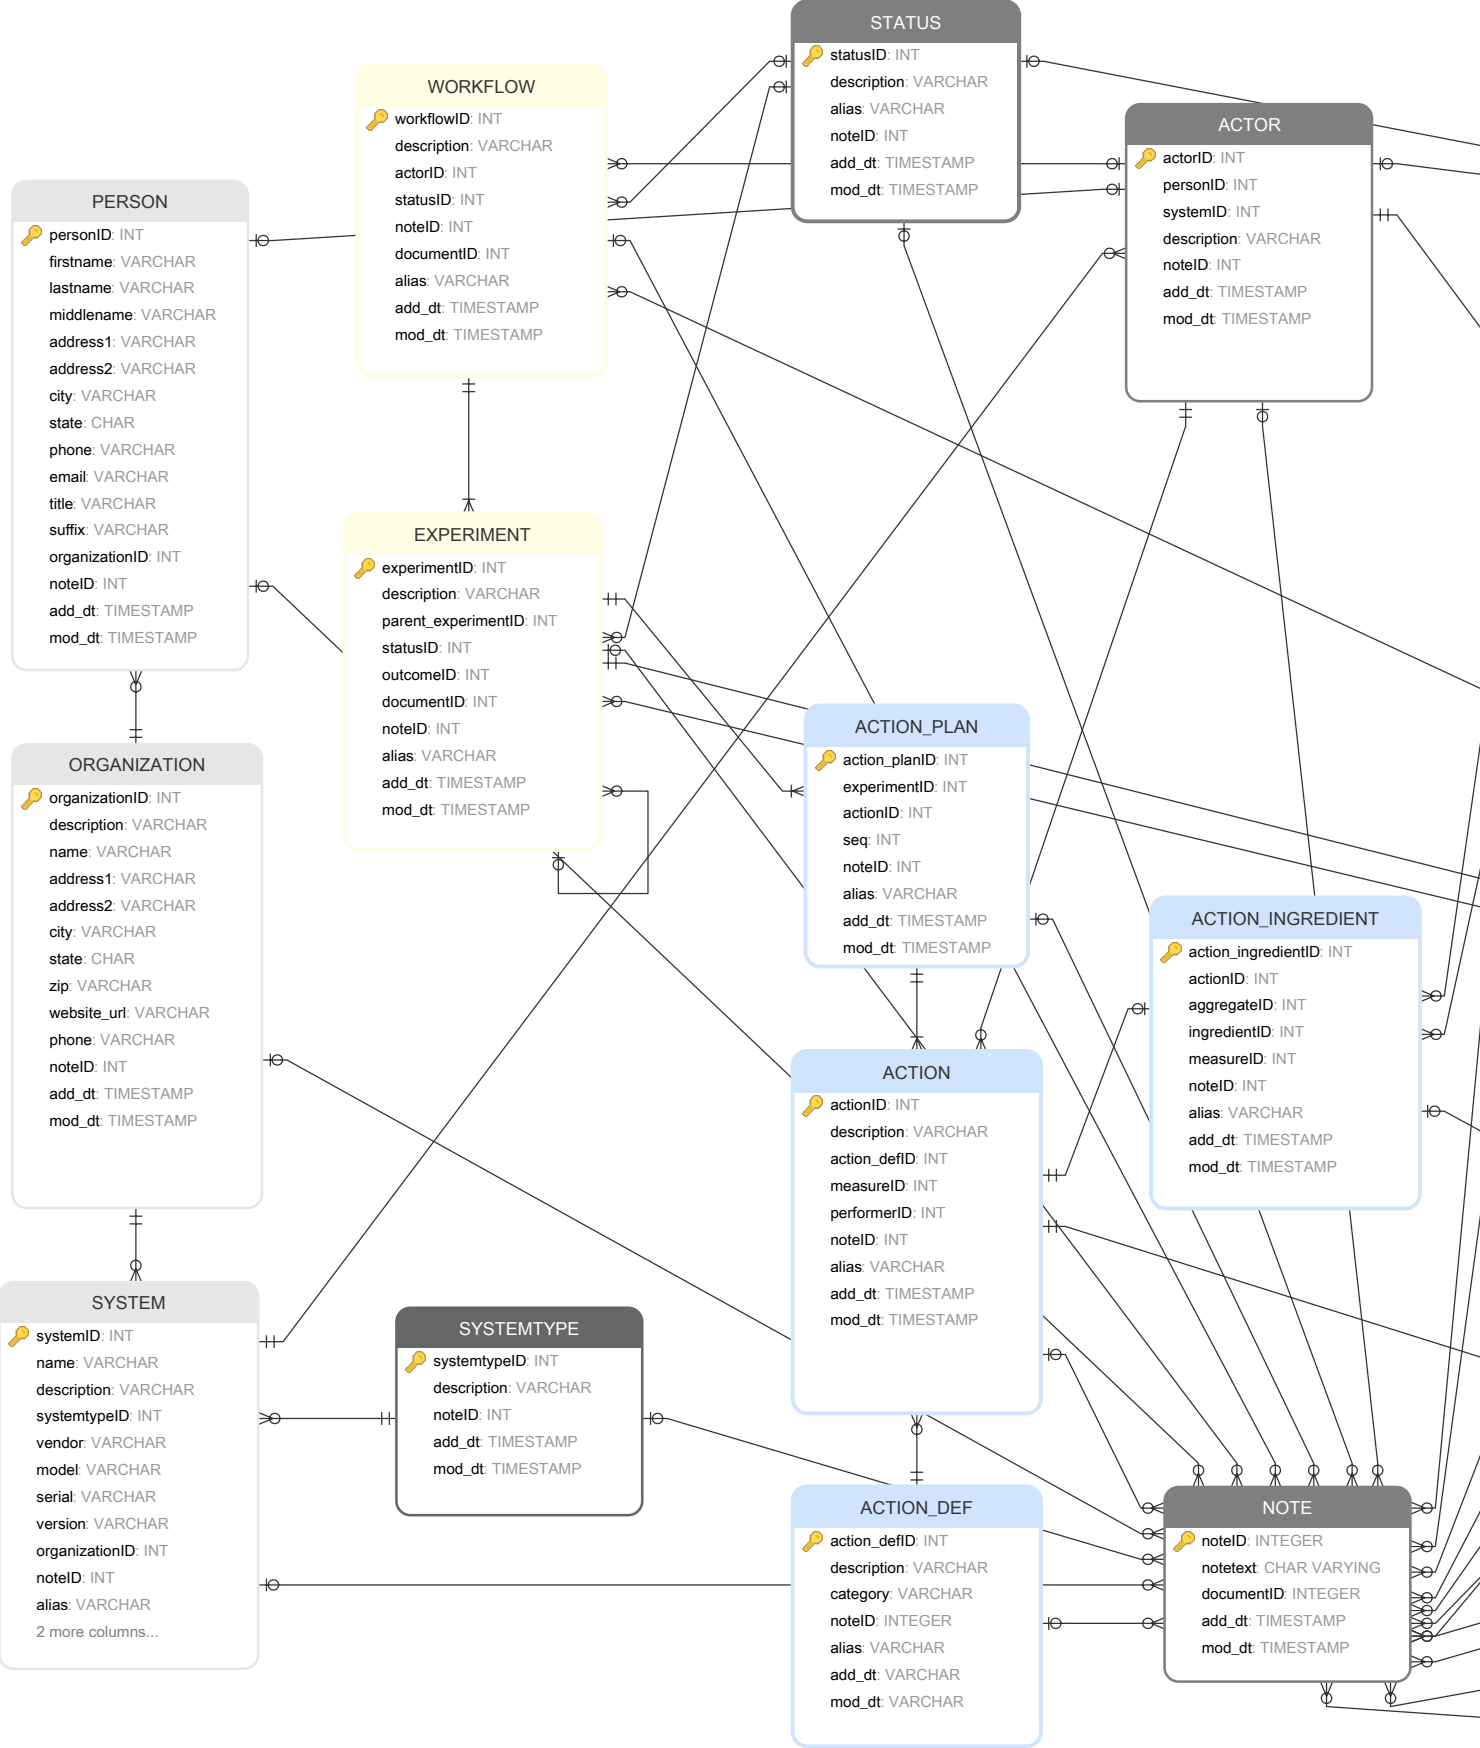 STATUS
statusID: INT
description: VARCHAR
alias: VARCHAR
noteID: INT
add_dt: TIMESTAMP
mod_dt: TIMESTAMP
WORKFLOW
workflowID: INT
description: VARCHAR
actorID: INT
statusID: INT
noteID: INT
documentID: INT
alias: VARCHAR
add_dt: TIMESTAMP
mod_dt: TIMESTAMP
ACTOR
actorID: INT
personID: INT
systemID: INT
description: VARCHAR
noteID: INT
add_dt: TIMESTAMP
mod_dt: TIMESTAMP
PERSON
personID: INT
firstname: VARCHAR
lastname: VARCHAR
middlename: VARCHAR
address1: VARCHAR
address2: VARCHAR
city: VARCHAR
state: CHAR
phone: VARCHAR
email: VARCHAR
title: VARCHAR
suffix: VARCHAR
organizationID: INT
noteID: INT
add_dt: TIMESTAMP
mod_dt: TIMESTAMP
EXPERIMENT
experimentID: INT
description: VARCHAR
parent_experimentID: INT
statusID: INT
outcomeID: INT
documentID: INT
noteID: INT
alias: VARCHAR
add_dt: TIMESTAMP
mod_dt: TIMESTAMP
ACTION_PLAN
action_planID: INT
experimentID: INT
actionID: INT
seq: INT
noteID: INT
alias: VARCHAR
add_dt: TIMESTAMP
mod_dt: TIMESTAMP
ORGANIZATION
organizationID: INT
description: VARCHAR
name: VARCHAR
address1: VARCHAR
address2: VARCHAR
city: VARCHAR
state: CHAR
zip: VARCHAR
website_url: VARCHAR
phone: VARCHAR
noteID: INT
add_dt: TIMESTAMP
mod_dt: TIMESTAMP
ACTION_INGREDIENT
action_ingredientID: INT
actionID: INT
aggregateID: INT
ingredientID: INT
measureID: INT
noteID: INT
alias: VARCHAR
add_dt: TIMESTAMP
mod_dt: TIMESTAMP
ACTION
actionID: INT
description: VARCHAR
action_defID: INT
measureID: INT
performerID: INT
noteID: INT
alias: VARCHAR
add_dt: TIMESTAMP
mod_dt: TIMESTAMP
SYSTEM
systemID: INT
name: VARCHAR
description: VARCHAR
systemtypeID: INT
vendor: VARCHAR
model: VARCHAR
serial: VARCHAR
version: VARCHAR
organizationID: INT
noteID: INT
alias: VARCHAR
2 more columns...
SYSTEMTYPE
systemtypeID: INT
description: VARCHAR
noteID: INT
add_dt: TIMESTAMP
mod_dt: TIMESTAMP
ACTION_DEF
action_defID: INT
description: VARCHAR
category: VARCHAR
noteID: INTEGER
alias: VARCHAR
add_dt: VARCHAR
mod_dt: VARCHAR
NOTE
noteID: INTEGER
notetext: CHAR VARYING
documentID: INTEGER
add_dt: TIMESTAMP
mod_dt: TIMESTAMP